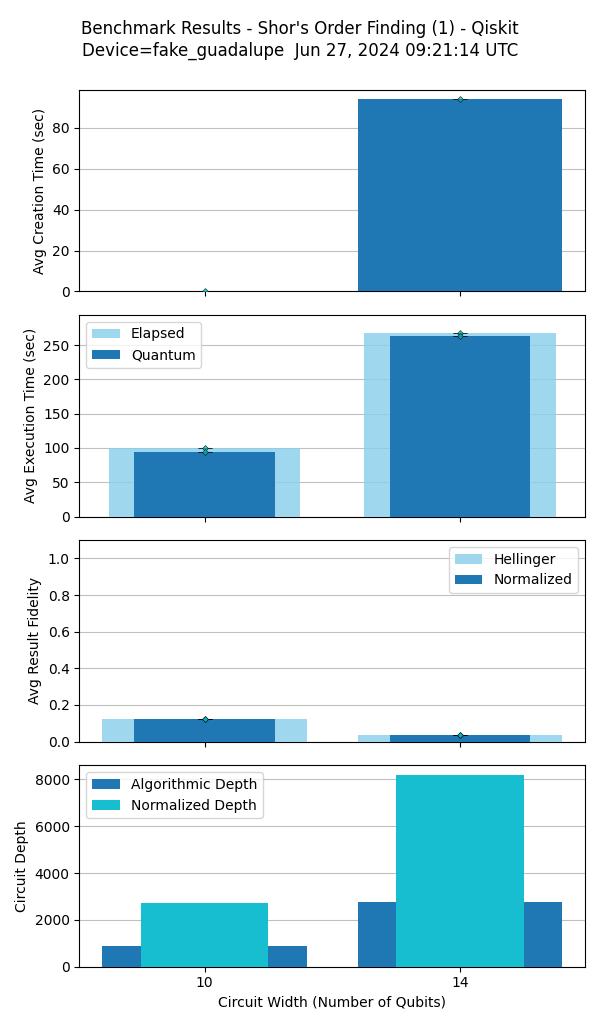 Benchmark Results - Shor's Order Finding (1) - Qiskit
Device=fake_guadalupe  Jun 27, 2024 09:21:14 UTC
Avg Creation Time (sec)
80
60
40
20
0
Avg Execution Time (sec)
Elapsed
Quantum
250
200
150
100
50
0
Avg Result Fidelity
Hellinger
Normalized
1.0
0.8
0.6
0.4
0.2
0.0
Circuit Depth
Algorithmic Depth
Normalized Depth
8000
6000
4000
2000
0
10 14
Circuit Width (Number of Qubits)